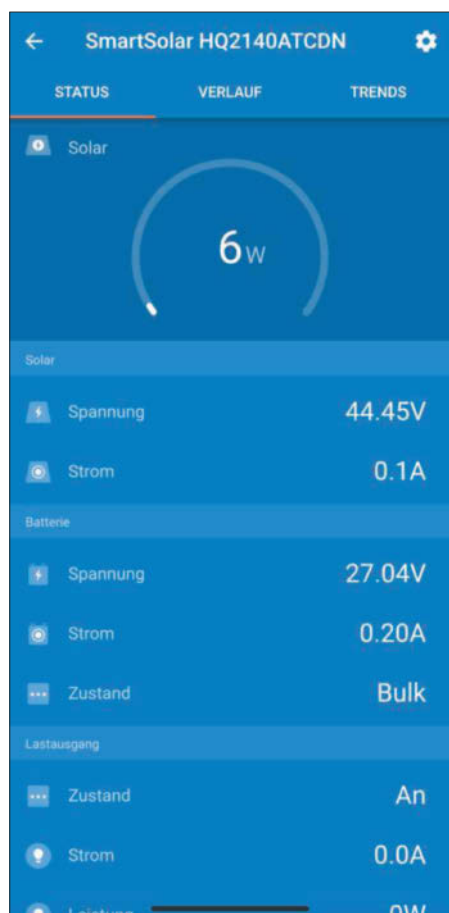 SmartSolar HQ2140ATCDN
STATUS VERLAUF TRENDS
Solar
6W
Solar
Spannung 44.45V
Strom 0.1A
Batterie
Spannung 27.04V
Strom 0.20A
Zustand Bulk
Lastausgang
Zustand An
Strom 0.0A
Leistung 0W